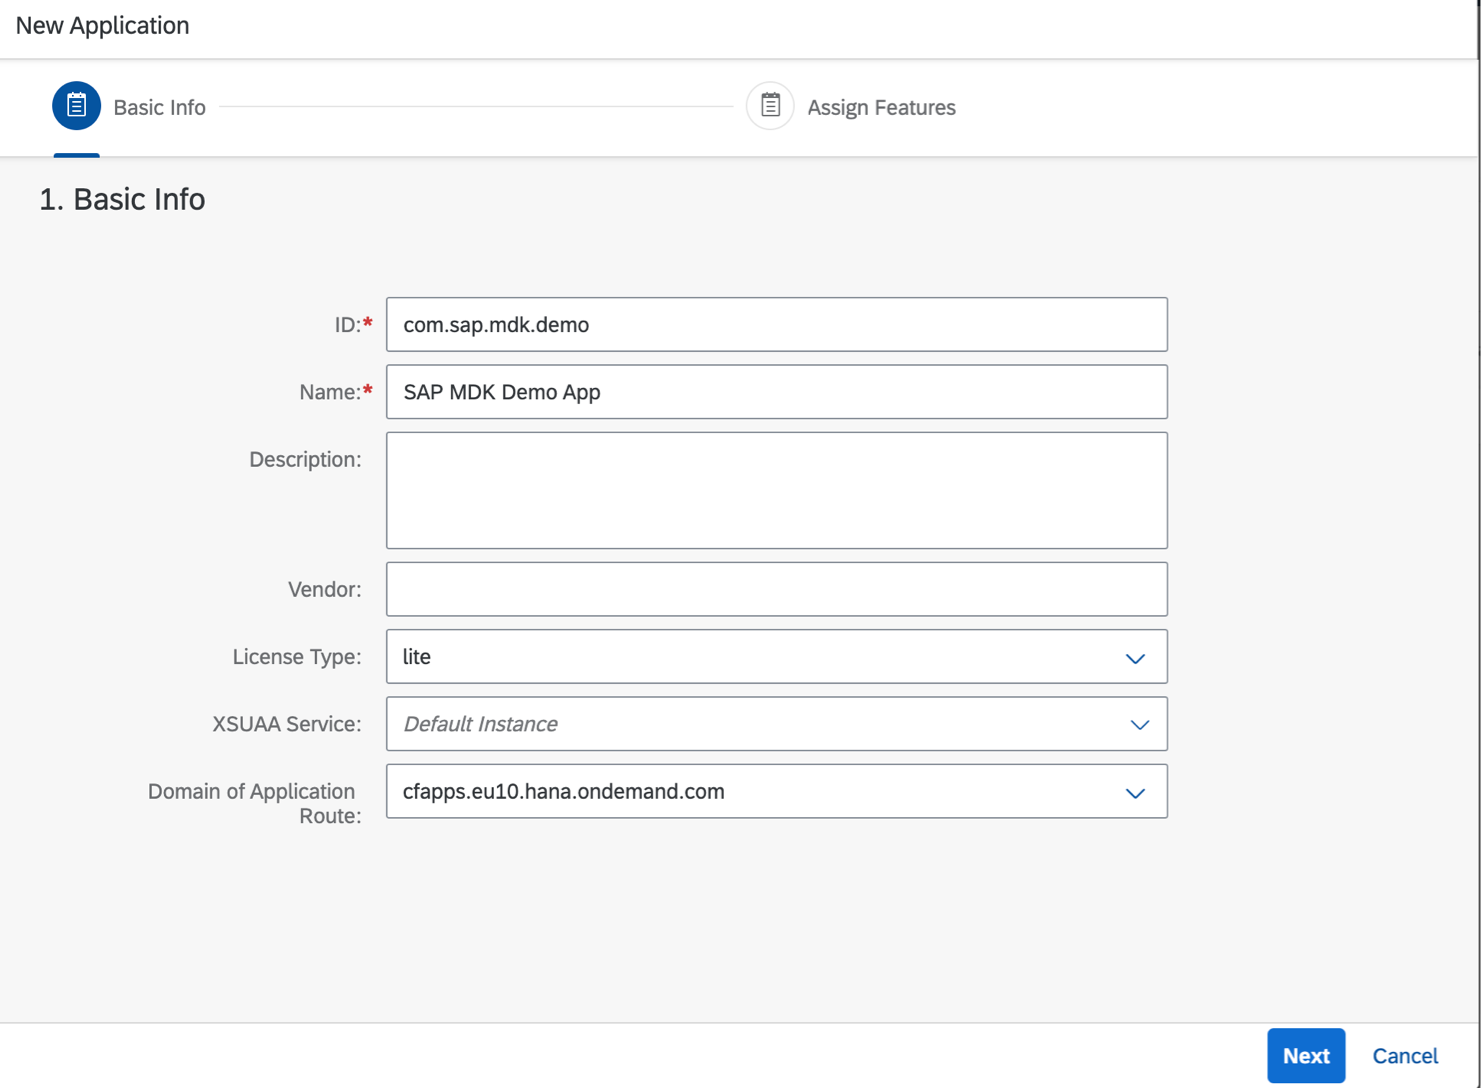 New Application
Basic Info
Assign Features
1. Basic Info
ID:*
com.sap.mdk.demo
Name:*
SAP MDK Demo App
Description:
Vendor:
License Type:
lite
XSUAA Service:
Default Instance
Domain of Application
Route:
cfapps.eu10.hana.ondemand.com
Next
Cancel